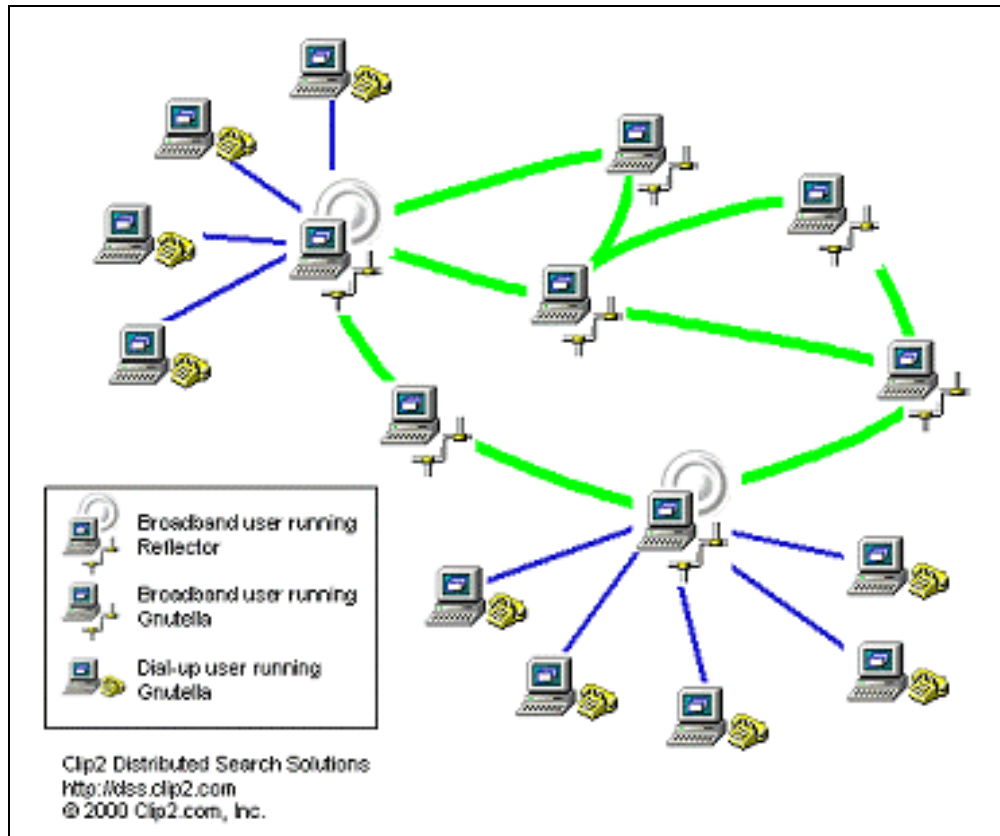 Broadband user running
Reflector
Broadband user running
Gnutella
Dial-up user running
Gnutella
Clip2 Distributed Search Solutions
http://dss.clip2.com
© 2000 Clip2.com, Inc.